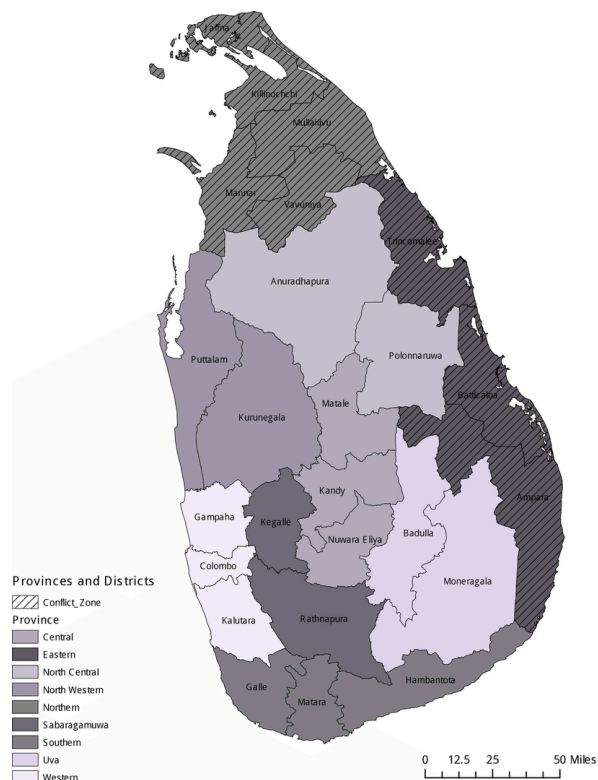 Jaffna
Killinochchi
Mullaitivu
Mannar
Vavuniya
Trincomalee
Anuradhapura
Polonnaruwa
Puttalam
Batticaloa
Matale
Kurunegala
Kandy
Ampara
Gampaha
Kegalle
Badulla
Nuwara Eliya
Colombo
Moneragala
Provinces and Districts
Conflict_Zone
Province
Kalutara
Rathnapura
Central
Eastern
North Central
Hambantota
Galle
North Western
Matara
Northern
Sabaragamuwa
Southern
Uva
0 12.5 25 50 Miles
Western